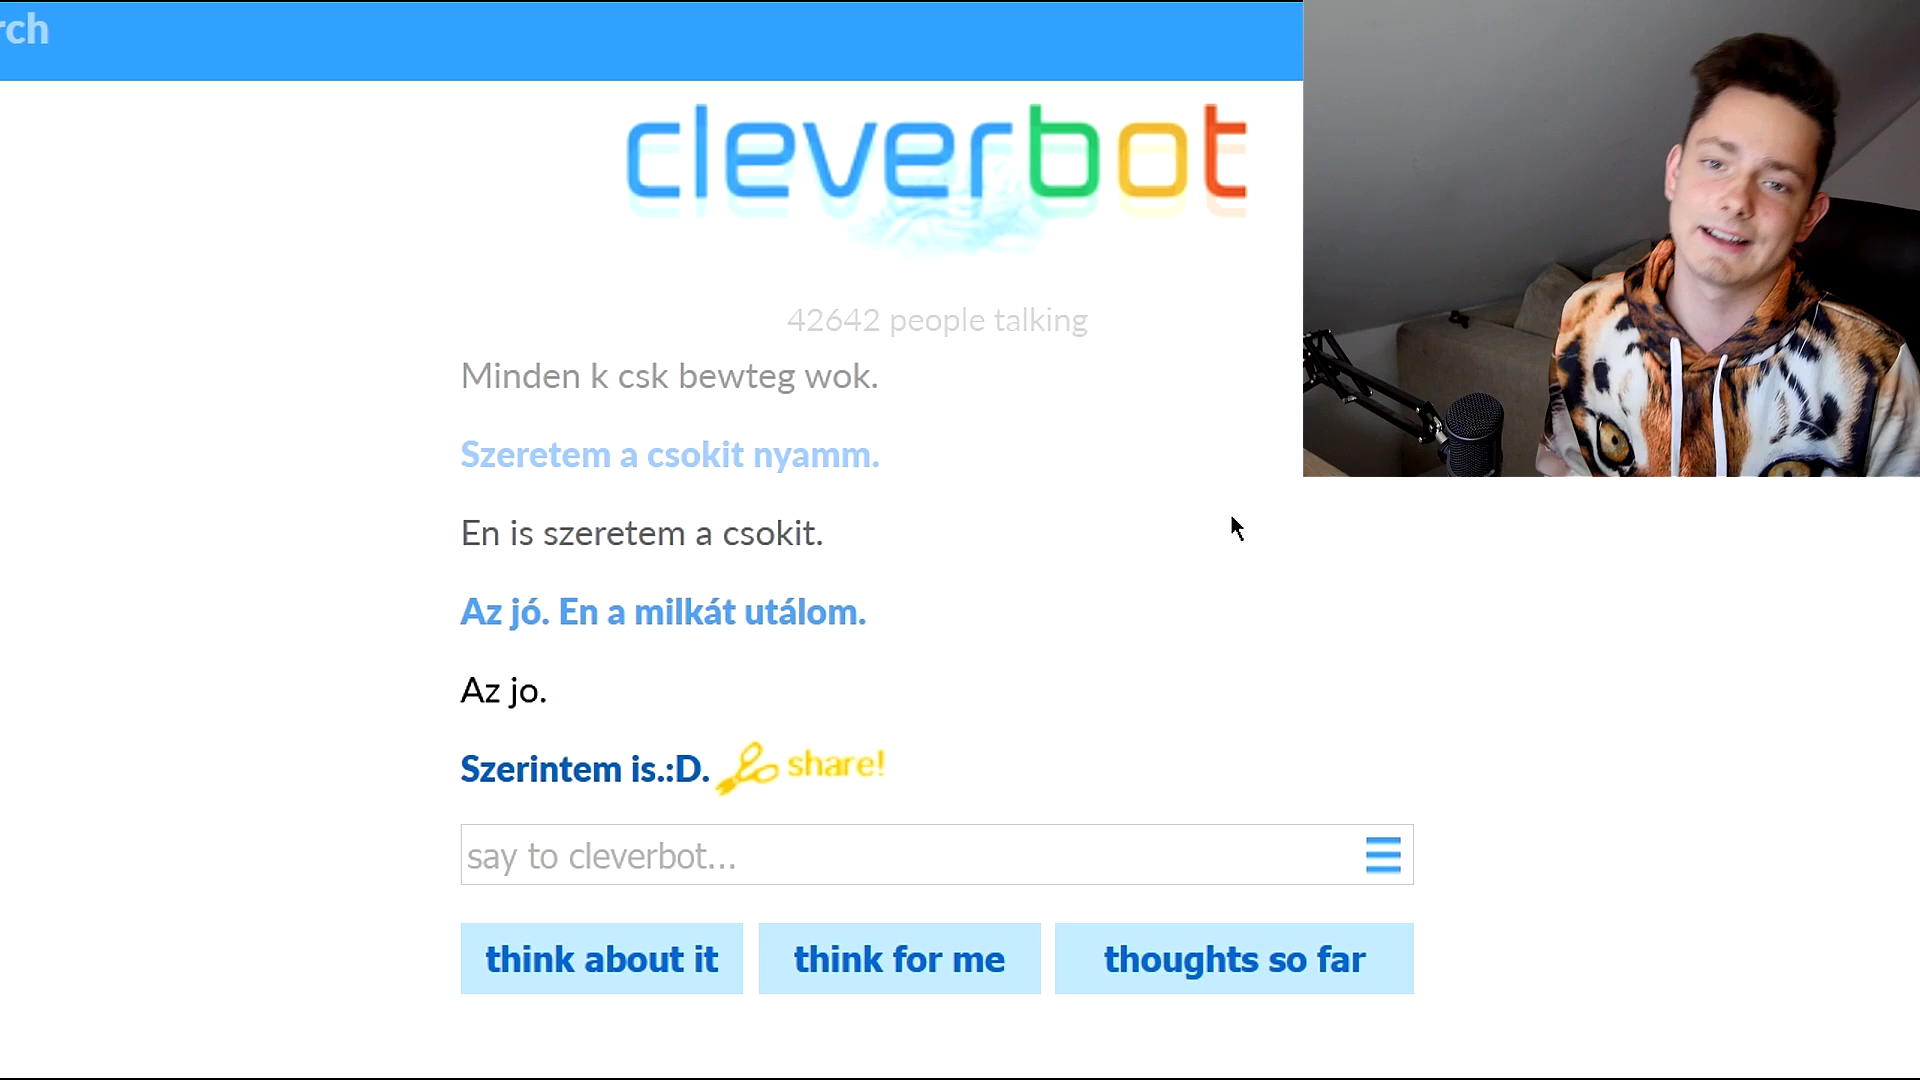 rch
cleverbot
42642 people talking
Minden k csk bewteg wok.
Szeretem a csokit nyamm.
En is szeretem a csokit.
Az jó. En a milkát utálom.
Az jo.
Szerintem is.:D. share!
say to cleverbot...
think about it think for me thoughts so far